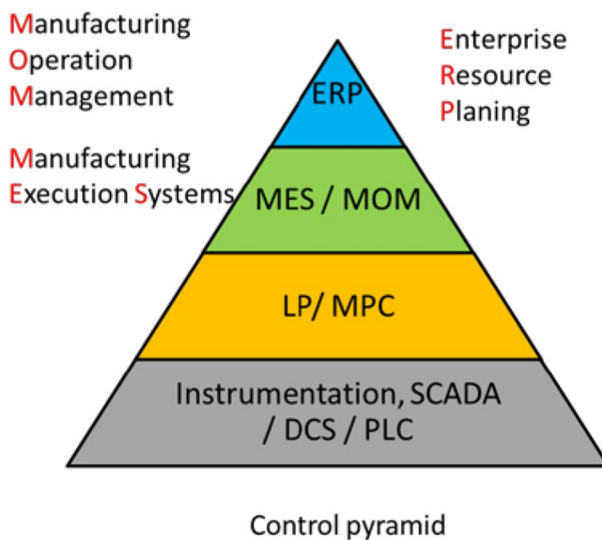 Manufacturing
Operation
Management
Manufacturing
Execution Systems
Enterprise
Resource
Planing
ERP
MES / MOM
LP/ MPC
Instrumentation, SCADA
/ DCS / PLC
Control pyramid